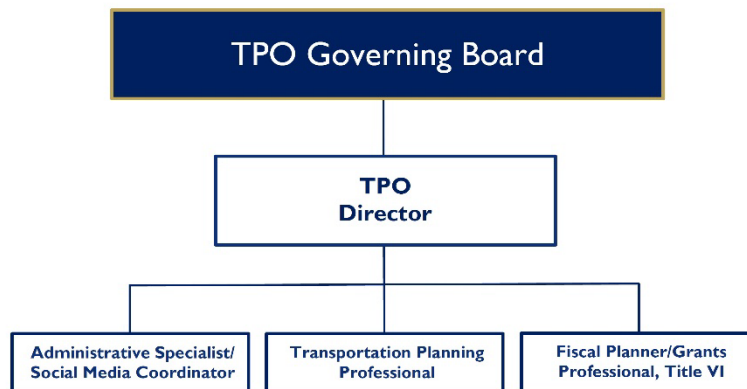 TPO Governing Board
TPO
Director
Administrative Specialist/
Social Media Coordinator
Transportation Planning
Professional
Fiscal Planner/Grants
Professional, Title VI